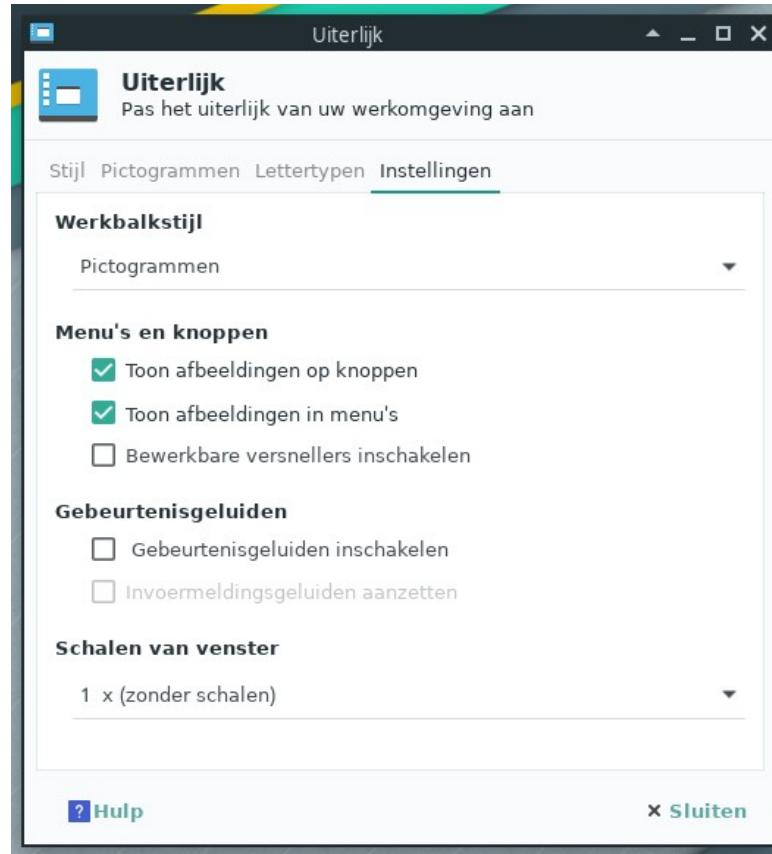 Uiterlijk
Uiterlijk
Pas het uiterlijk van uw werkomgeving aan
Stijl Pictogrammen Lettertypen Instellingen
Werkbalkstijl
Pictogrammen
Menu's en knoppen
Toon afbeeldingen op knoppen
Toon afbeeldingen in menu's
Bewerkbare versnellers inschakelen
Gebeurtenisgeluiden
Gebeurtenisgeluiden inschakelen
Invoermeldingsgeluiden aanzetten
Schalen van venster
1 x (zonder schalen)
? Hulp × Sluiten